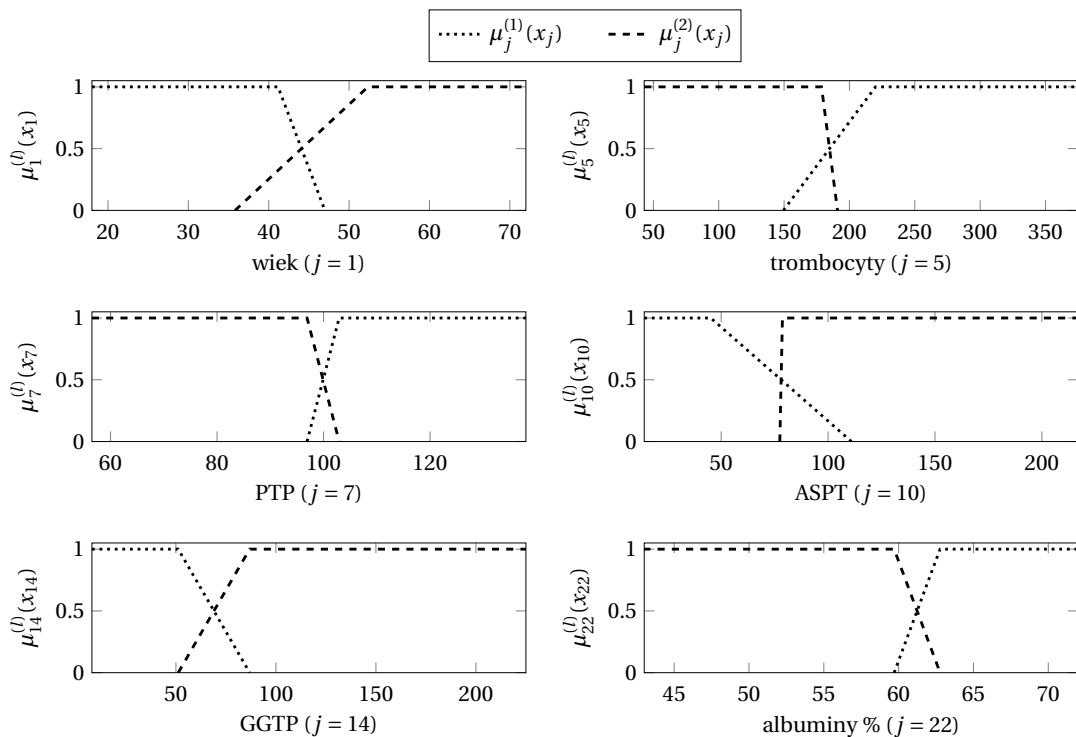 μ_j^(1)(x_j) μ_j^(2)(x_j)
μ_1^(l)(x_1)
1
0.5
0
20 30 40 50 60 70
wiek (j = 1)
μ_5^(l)(x_5)
1
0.5
0
50 100 150 200 250 300 350
trombocyty (j = 5)
μ_7^(l)(x_7)
1
0.5
0
60 80 100 120
PTP (j = 7)
μ_10^(l)(x_10)
1
0.5
0
50 100 150 200
ASPT (j = 10)
μ_14^(l)(x_14)
1
0.5
0
50 100 150 200
GGTP (j = 14)
μ_22^(l)(x_22)
1
0.5
0
45 50 55 60 65 70
albuminy % (j = 22)